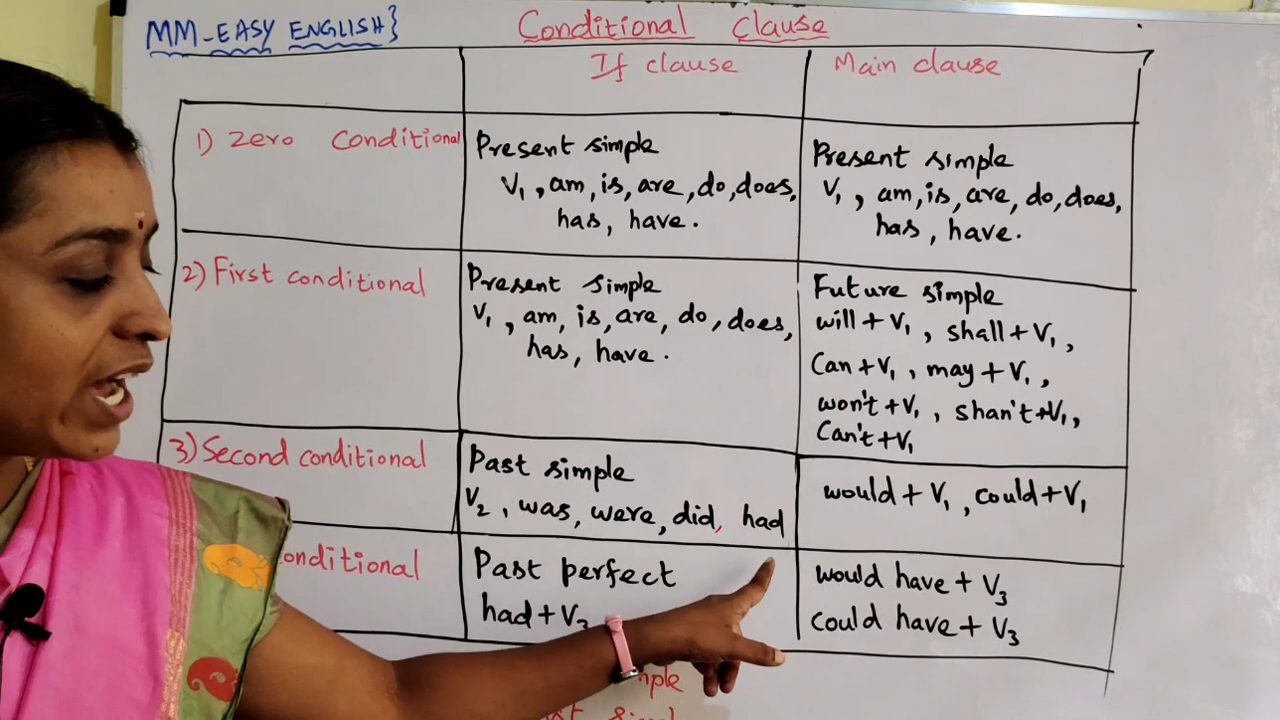 MM-EASY ENGLISH}
Conditional Clause
If clause
Main clause
1) Zero Conditional
Present simple
V1, am, is, are, do, does,
has, have.
Present simple
V1, am, is, are, do, does,
has, have.
2) First conditional
Present simple
V1, am, is, are, do, does,
has, have.
Future simple
will + V1, shall + V1,
Can + V1, may + V1,
won't + V1, shan't + V1,
Can't + V1
3) Second conditional
Past simple
V2, was, were, did, had
would + V1, could + V1
onditional
Past perfect
had + V3
would have + V3
could have + V3